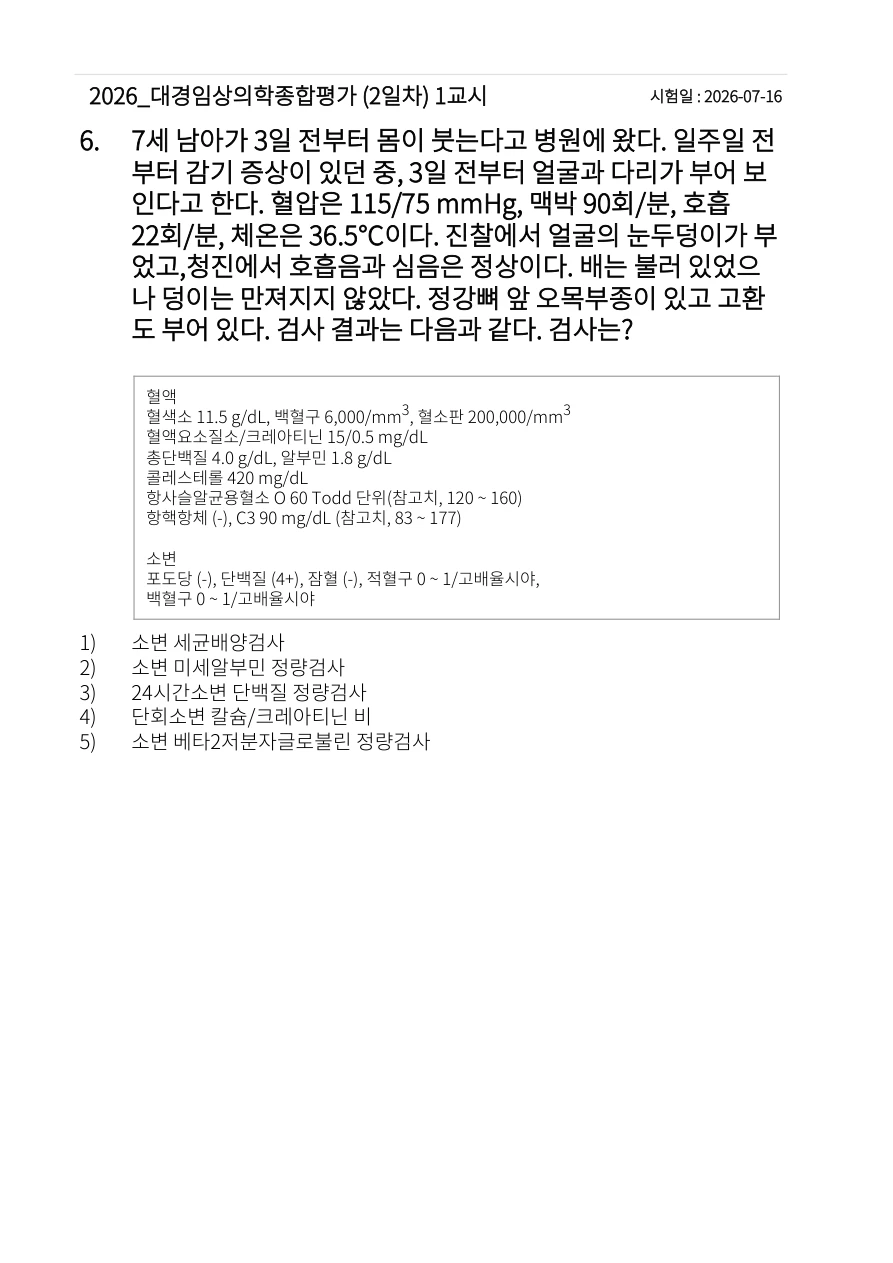 2026_대경임상의학종합평가 (2일차) 1교시
시험일 : 2026-07-16
6. 7세 남아가 3일 전부터 몸이 붓는다고 병원에 왔다. 일주일 전
부터 감기 증상이 있던 중, 3일 전부터 얼굴과 다리가 부어 보
인다고 한다. 혈압은 115/75 mmHg, 맥박 90회/분, 호흡
22회/분, 체온은 36.5℃이다. 진찰에서 얼굴의 눈두덩이가 부
었고,청진에서 호흡음과 심음은 정상이다. 배는 불러 있었으
나 덩이는 만져지지 않았다. 정강뼈 앞 오목부종이 있고 고환
도 부어 있다. 검사 결과는 다음과 같다. 검사는?
혈액
혈색소 11.5 g/dL, 백혈구 6,000/mm³, 혈소판 200,000/mm³
혈액요소질소/크레아티닌 15/0.5 mg/dL
총단백질 4.0 g/dL, 알부민 1.8 g/dL
콜레스테롤 420 mg/dL
항사슬알균용혈소 O 60 Todd 단위(참고치, 120 ~ 160)
항핵항체 (-), C3 90 mg/dL (참고치, 83 ~ 177)
소변
포도당 (-), 단백질 (4+), 잠혈 (-), 적혈구 0 ~ 1/고배율시야,
백혈구 0 ~ 1/고배율시야
1) 소변 세균배양검사
2) 소변 미세알부민 정량검사
3) 24시간소변 단백질 정량검사
4) 단회소변 칼슘/크레아티닌 비
5) 소변 베타2저분자글로불린 정량검사